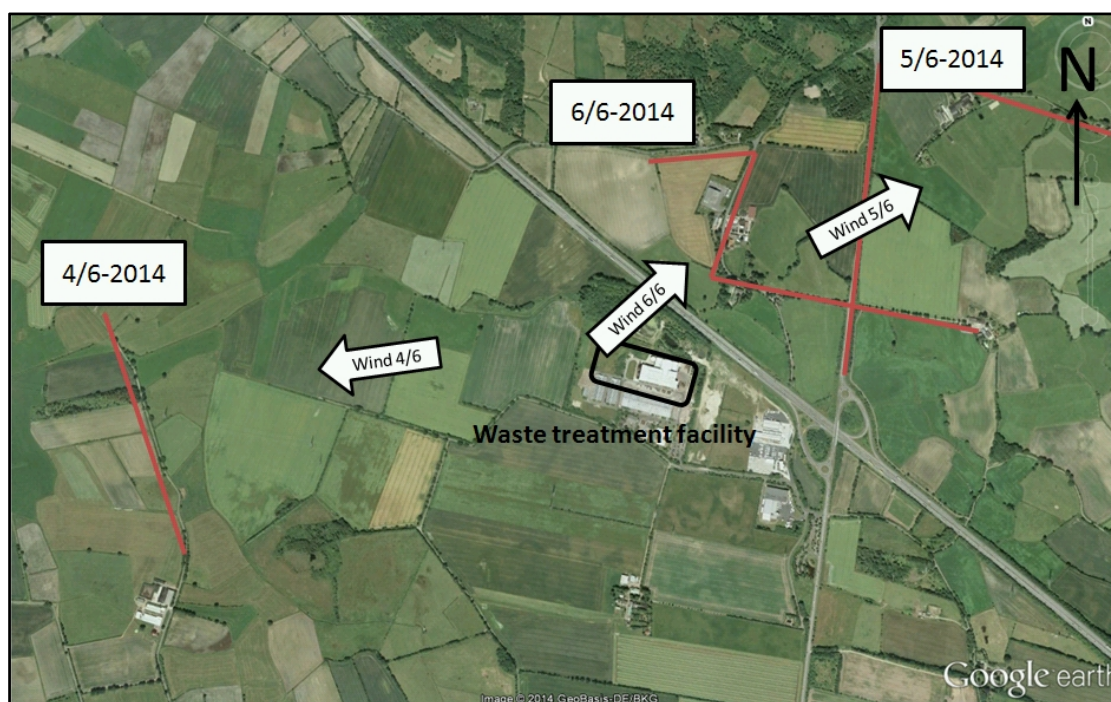 5/6-2014
N
N
6/6-2014
Wind 5/6
4/6-2014
Wind 6/6
Wind 4/6
Waste treatment facility
Google earth
Image © 2014 GeoBasis-DE/BKG